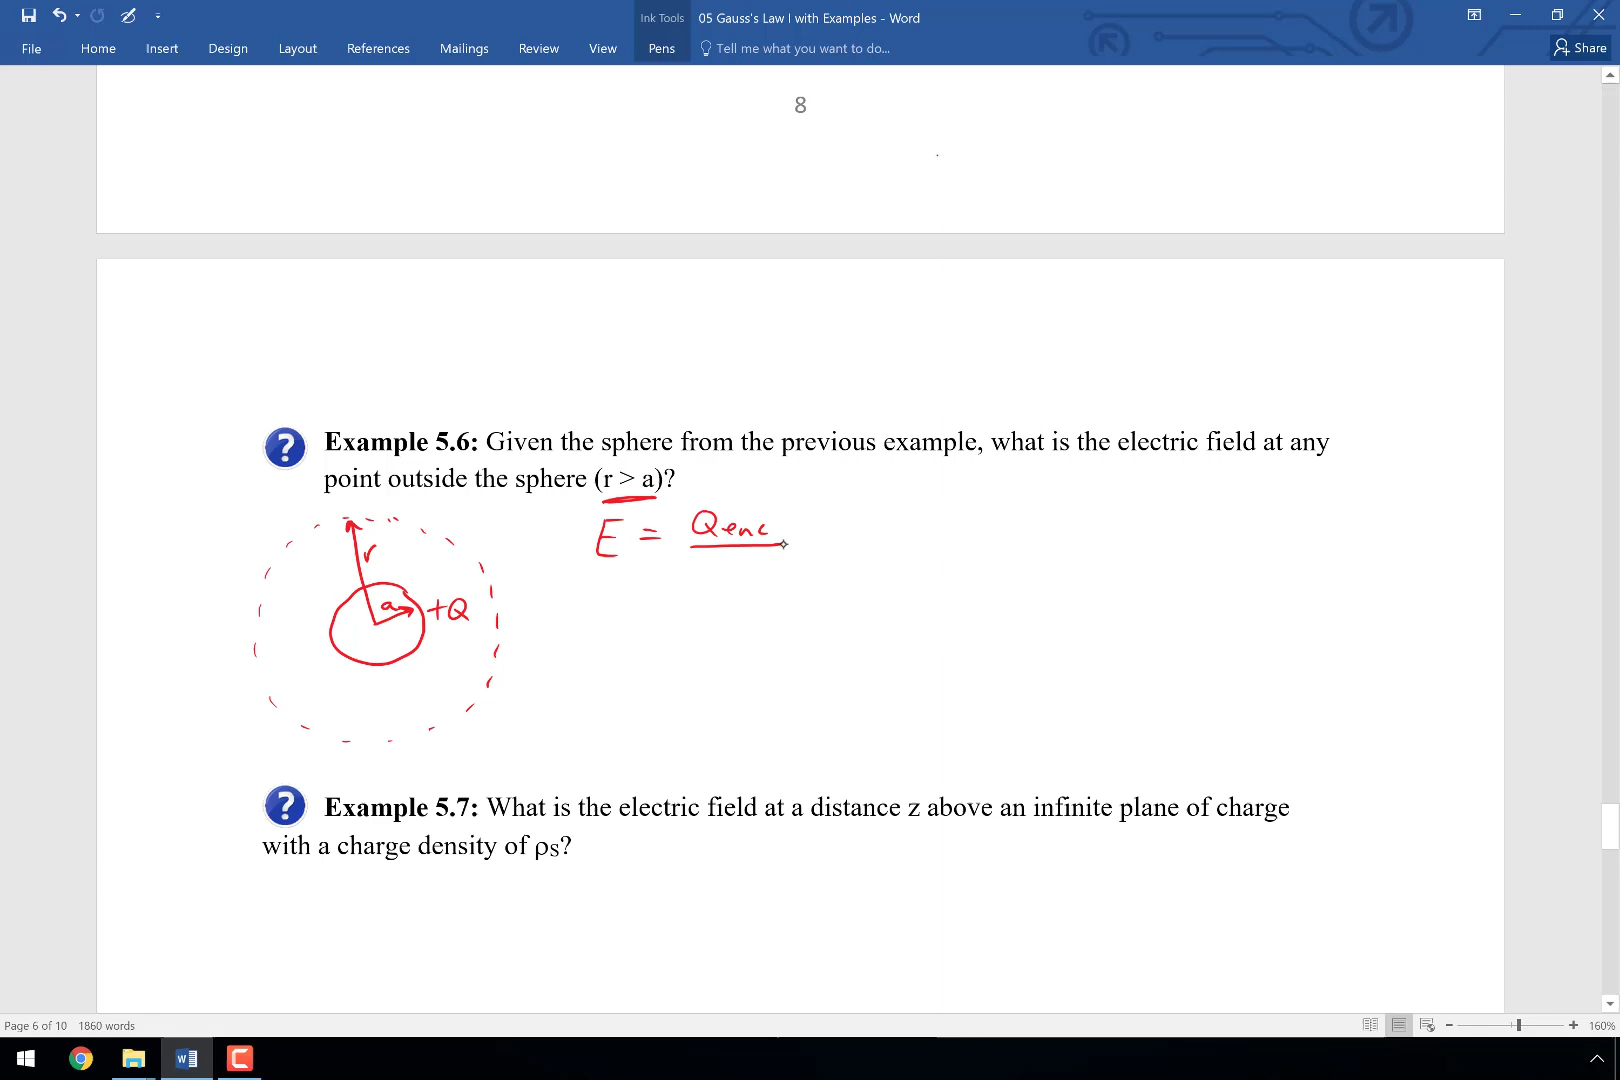 Ink Tools
05 Gauss's Law I with Examples - Word
File Home Insert Design Layout References Mailings Review View Pens Tell me what you want to do... Share
8
Example 5.6: Given the sphere from the previous example, what is the electric field at any
point outside the sphere (r > a)?
E = Qenc
r
a
+Q
Example 5.7: What is the electric field at a distance z above an infinite plane of charge
with a charge density of ρs?
Page 6 of 10 1860 words
160%